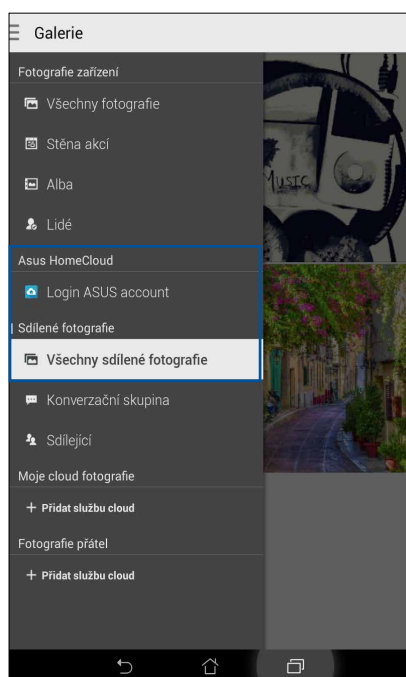 Galerie
Fotografie zařízení
Všechny fotografie
Stěna akcí
Alba
Lidé
Asus HomeCloud
Login ASUS account
Sdílené fotografie
Všechny sdílené fotografie
Konverzační skupina
Sdílející
Moje cloud fotografie
+ Přidat službu cloud
Fotografie přátel
+ Přidat službu cloud
MUSIC